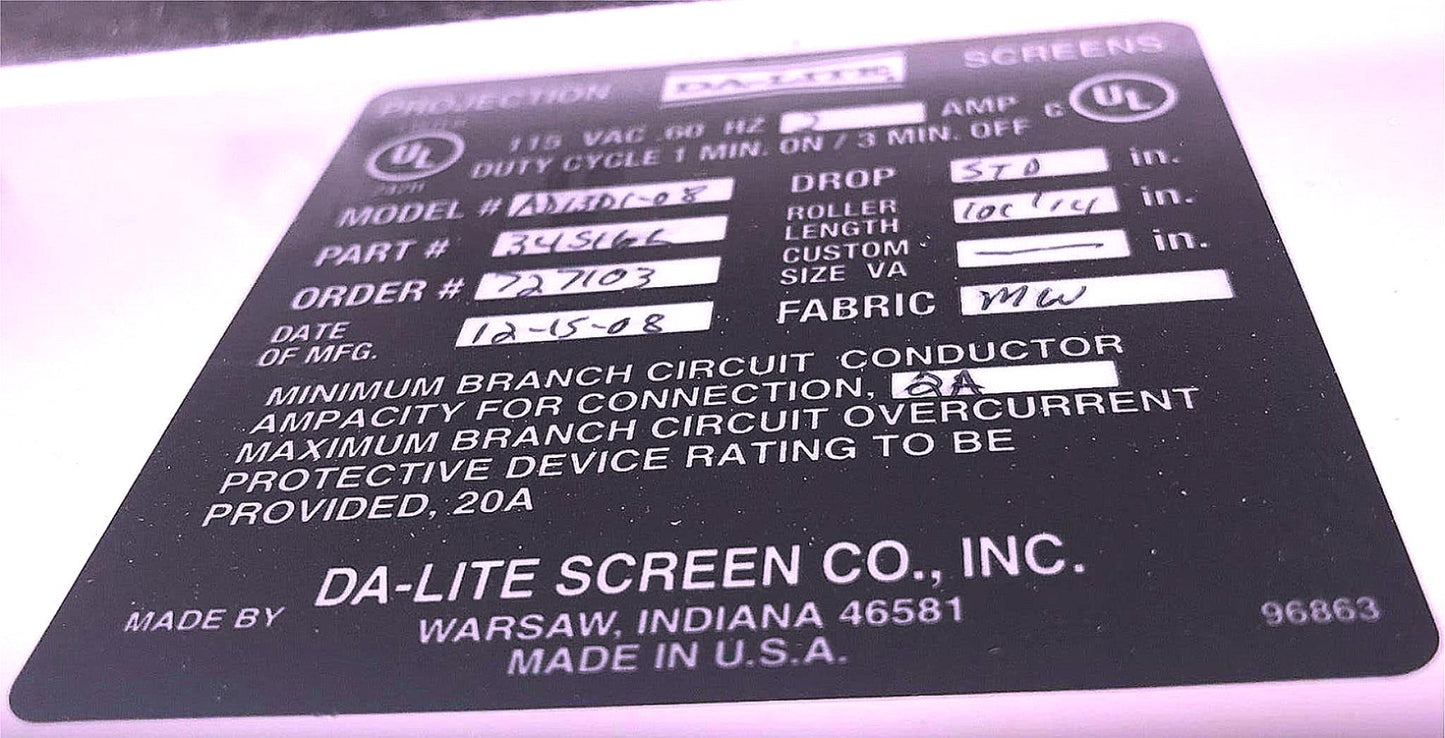 PROJECTION DA-LITE® SCREENS
UL 115 VAC .60 HZ 2 AMP C UL
DUTY CYCLE 1 MIN. ON / 3 MIN. OFF
MODEL # DROP STD in.
PART # ROLLER LENGTH in.
ORDER # 727103 CUSTOM SIZE VA — in.
DATE OF MFG. 12-15-08 FABRIC MW
MINIMUM BRANCH CIRCUIT CONDUCTOR
AMPACITY FOR CONNECTION, 2A
MAXIMUM BRANCH CIRCUIT OVERCURRENT
PROTECTIVE DEVICE RATING TO BE
PROVIDED, 20A
MADE BY DA-LITE SCREEN CO., INC.
WARSAW, INDIANA 46581 96863
MADE IN U.S.A.